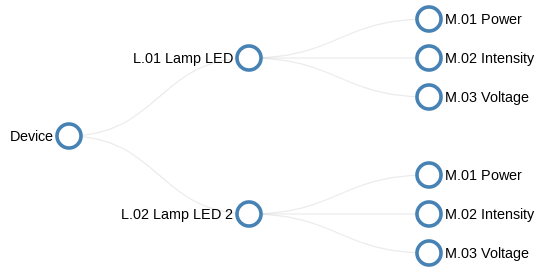 M.01 Power
L.01 Lamp LED
M.02 Intensity
M.03 Voltage
Device
M.01 Power
L.02 Lamp LED 2
M.02 Intensity
M.03 Voltage